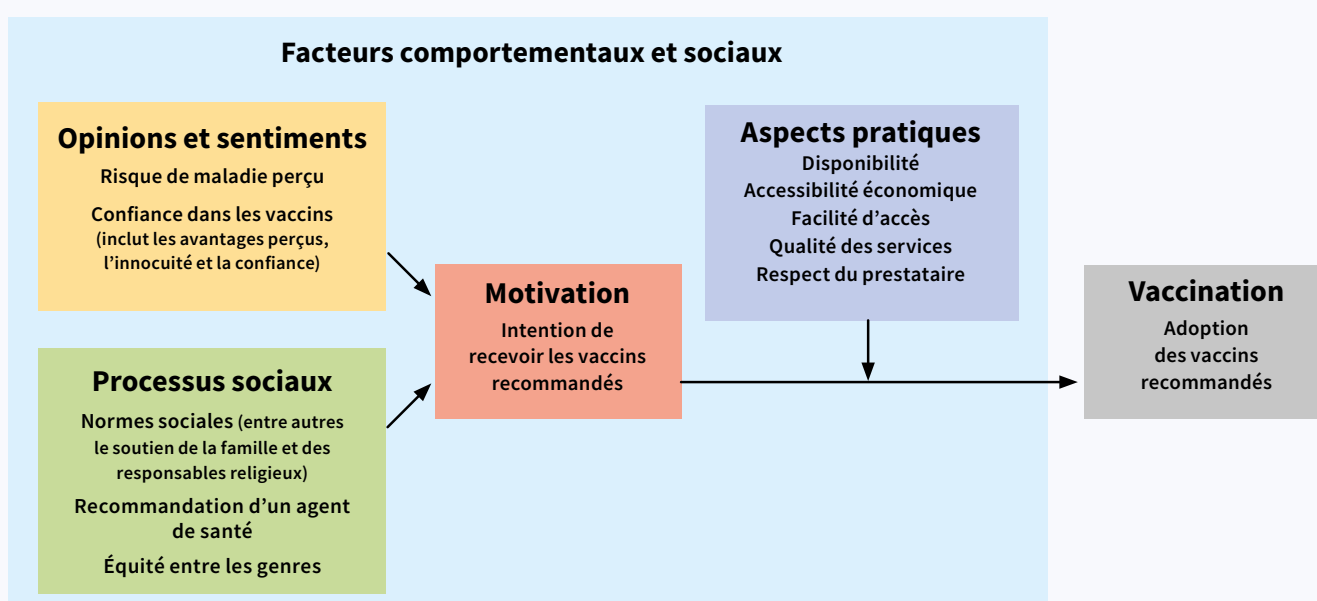 Facteurs comportementaux et sociaux
Opinions et sentiments
Risque de maladie perçu
Confiance dans les vaccins
(inclut les avantages perçus,
l’innocuité et la confiance)
Processus sociaux
Normes sociales (entre autres
le soutien de la famille et des
responsables religieux)
Recommandation d’un agent
de santé
Équité entre les genres
Motivation
Intention de
recevoir les vaccins
recommandés
Aspects pratiques
Disponibilité
Accessibilité économique
Facilité d’accès
Qualité des services
Respect du prestataire
Vaccination
Adoption
des vaccins
recommandés